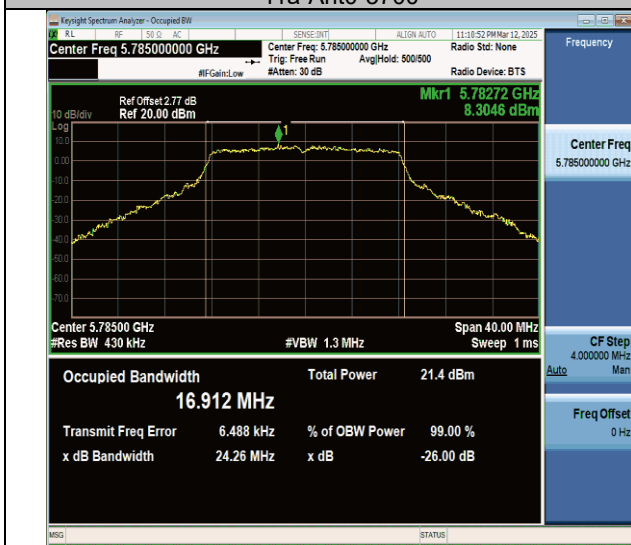 Keysight Spectrum Analyzer - Occupied BW
RL RF 50 Ω AC SENSE:INT ALIGN AUTO 11:10:52 PM Mar 12, 2025
Center Freq 5.785000000 GHz
Center Freq: 5.785000000 GHz
Radio Std: None
Trig: Free Run Avg|Hold: 500/500
#IFGain:Low #Atten: 30 dB Radio Device: BTS
Frequency
Mkr1 5.78272 GHz
8.3046 dBm
Ref Offset 2.77 dB
10 dB/div Ref 20.00 dBm
Log
1
10.0
0.00
-10.0
-20.0
-30.0
-40.0
-50.0
-60.0
-70.0
Center 5.78500 GHz Span 40.00 MHz
#Res BW 430 kHz #VBW 1.3 MHz Sweep 1 ms
Center Freq
5.785000000 GHz
CF Step
4.000000 MHz
Auto Man
Freq Offset
0 Hz
Occupied Bandwidth Total Power 21.4 dBm
16.912 MHz
Transmit Freq Error 6.488 kHz % of OBW Power 99.00 %
x dB Bandwidth 24.26 MHz x dB -26.00 dB
MSG STATUS